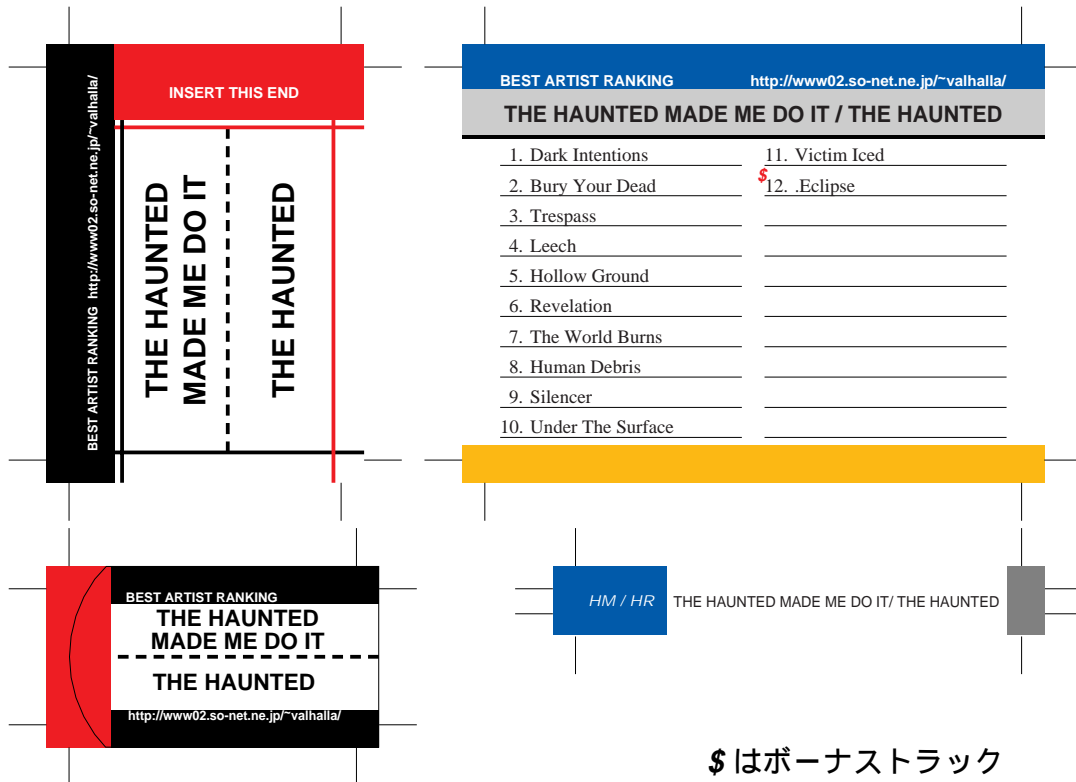 INSERT THIS END
BEST ARTIST RANKING http://www02.so-net.ne.jp/~valhalla/
THE HAUNTED
MADE ME DO IT
THE HAUNTED
BEST ARTIST RANKING http://www02.so-net.ne.jp/~valhalla/
THE HAUNTED MADE ME DO IT / THE HAUNTED
1. Dark Intentions
2. Bury Your Dead
3. Trespass
4. Leech
5. Hollow Ground
6. Revelation
7. The World Burns
8. Human Debris
9. Silencer
10. Under The Surface
11. Victim Iced
$12. .Eclipse
BEST ARTIST RANKING
THE HAUNTED
MADE ME DO IT
THE HAUNTED
http://www02.so-net.ne.jp/~valhalla/
HM / HR THE HAUNTED MADE ME DO IT/ THE HAUNTED
$ はボーナストラック